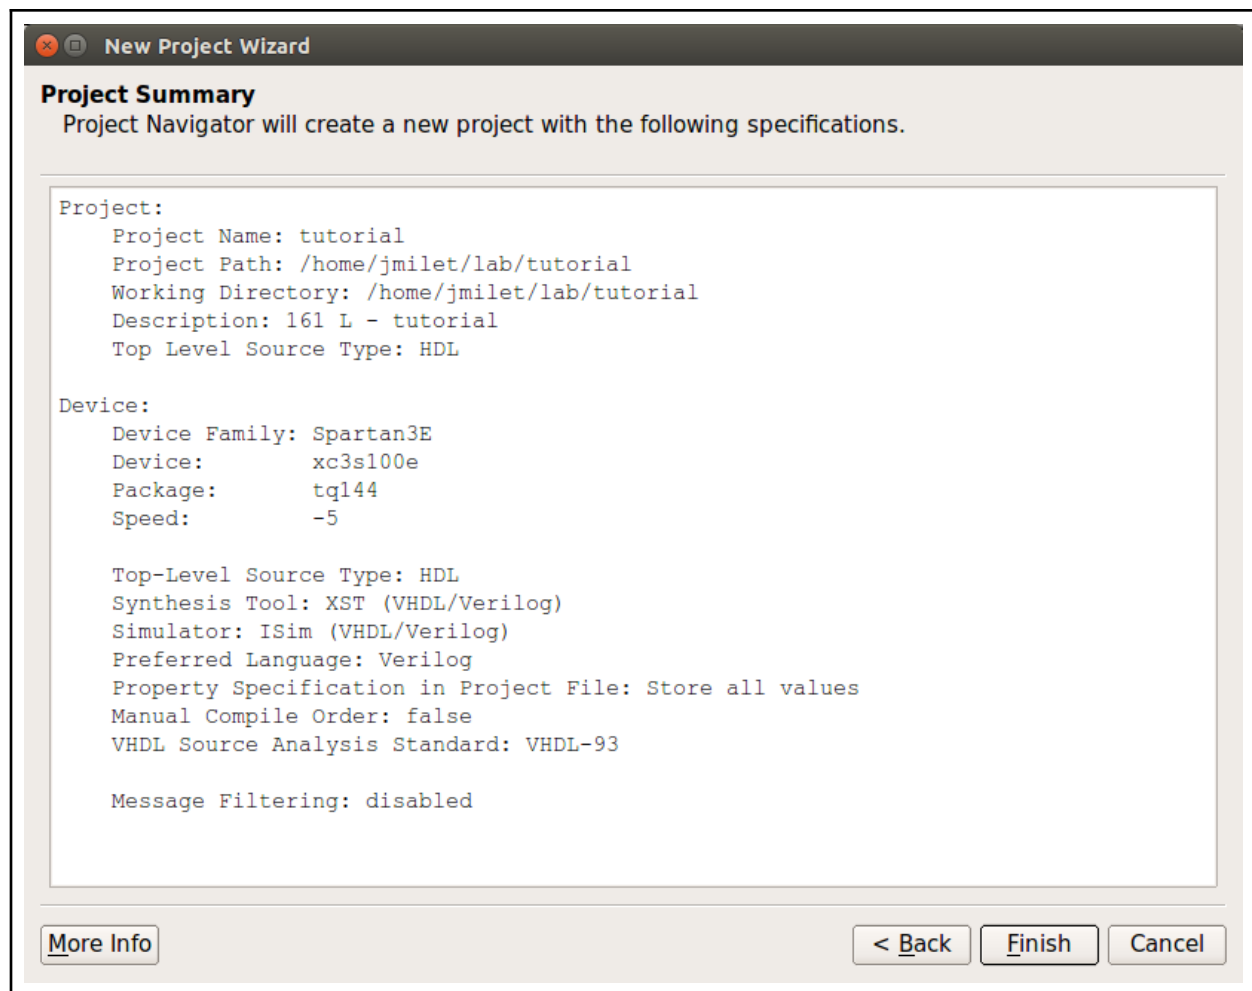 New Project Wizard
Project Summary
Project Navigator will create a new project with the following specifications.
Project:
Project Name: tutorial
Project Path: /home/jmilet/lab/tutorial
Working Directory: /home/jmilet/lab/tutorial
Description: 161 L - tutorial
Top Level Source Type: HDL
Device:
Device Family: Spartan3E
Device: xc3s100e
Package: tq144
Speed: -5
Top-Level Source Type: HDL
Synthesis Tool: XST (VHDL/Verilog)
Simulator: ISim (VHDL/Verilog)
Preferred Language: Verilog
Property Specification in Project File: Store all values
Manual Compile Order: false
VHDL Source Analysis Standard: VHDL-93
Message Filtering: disabled
More Info < Back Finish Cancel